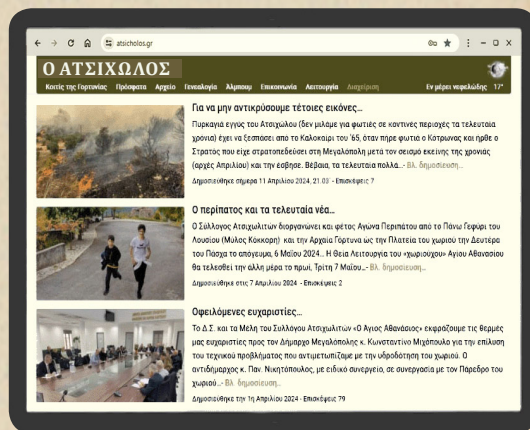 atsicholos.gr
Ο ΑΤΣΙΧΩΛΟΣ
Κοιτίς της Γορτυνίας Πρόσφατα Αρχείο Γενεαλογία Άλμπουμ Επικοινωνία Λειτουργία Διαχείριση Εν μέρει νεφελώδης 17°
Για να μην αντικρύσουμε τέτοιες εικόνες...
Πυρκαγιά εγγύς του Ατσιχώλου (δεν μιλάμε για φωτιές σε κοντινές περιοχές τα τελευταία
χρόνια) έχει να ξεσπάσει από το Καλοκαίρι του '65, όταν πήρε φωτιά ο Κότρωνας και ήρθε ο
Στρατός που είχε στρατοπεδεύσει στη Μεγαλόπολη μετά τον σεισμό εκείνης της χρονιάς
(αρχές Απριλίου) και την έσβησε. Βέβαια, τα τελευταία πολλά...- Βλ. δημοσίευση...
Δημοσιεύθηκε σήμερα 11 Απριλίου 2024, 21.03 - Επισκέψεις 7
Ο περίπατος και τα τελευταία νέα...
Ο Σύλλογος Ατσιχωλιτών διοργανώνει και φέτος Αγώνα Περιπάτου από το Πάνω Γεφύρι του
Λουσίου (Μύλος Κόκκορη) και την Αρχαία Γόρτυνα ώς την Πλατεία του χωριού την Δευτέρα
του Πάσχα το απόγευμα, 6 Μαΐου 2024... Η Θεία Λειτουργία του «χωριούχου» Αγίου Αθανασίου
θα τελεσθεί την άλλη μέρα το πρωί, Τρίτη 7 Μαΐου...- Βλ. δημοσίευση...
Δημοσιεύθηκε στις 7 Απριλίου 2024 - Επισκέψεις 2
Οφειλόμενες ευχαριστίες...
Το Δ.Σ. και τα Μέλη του Συλλόγου Ατσιχωλιτών «Ο Άγιος Αθανάσιος» εκφράζουμε τις θερμές
μας ευχαριστίες προς τον Δήμαρχο Μεγαλόπολης κ. Κωνσταντίνο Μιχόπουλο για την επίλυση
του τεχνικού προβλήματος που αντιμετωπίζαμε με την υδροδότηση του χωριού. Ο
αντιδήμαρχος κ. Παν. Νικητόπουλος, με ειδικό συνεργείο, σε συνεργασία με τον Πάρεδρο του
χωριού...- Βλ. δημοσίευση...
Δημοσιεύθηκε την 1η Απριλίου 2024 - Επισκέψεις 79